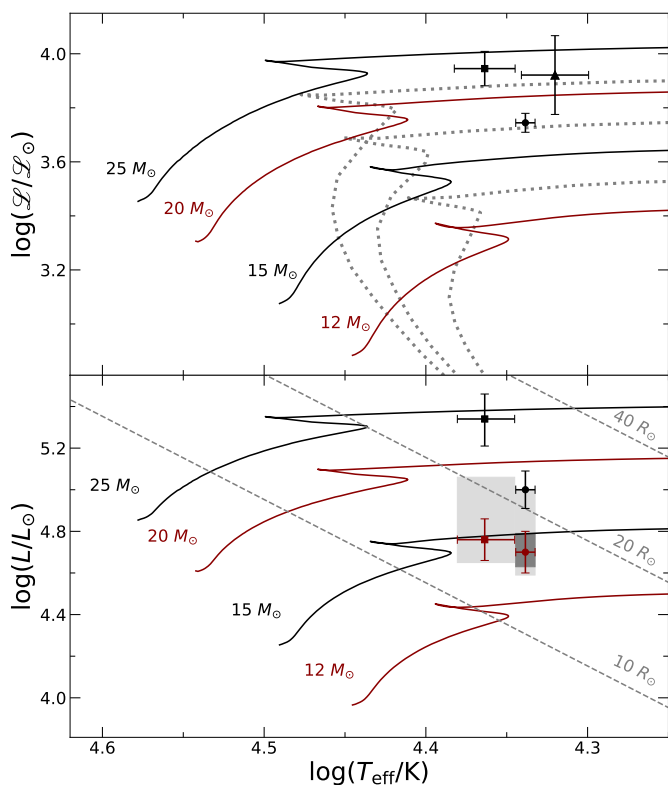 4.0
3.6
3.2
log(ℒ/ℒ⊙)
25 M⊙
20 M⊙
15 M⊙
12 M⊙
5.2
4.8
4.4
4.0
log(L/L⊙)
40 R⊙
25 M⊙
20 M⊙
20 R⊙
15 M⊙
12 M⊙
10 R⊙
4.6
4.5
4.4
4.3
log(Teff/K)